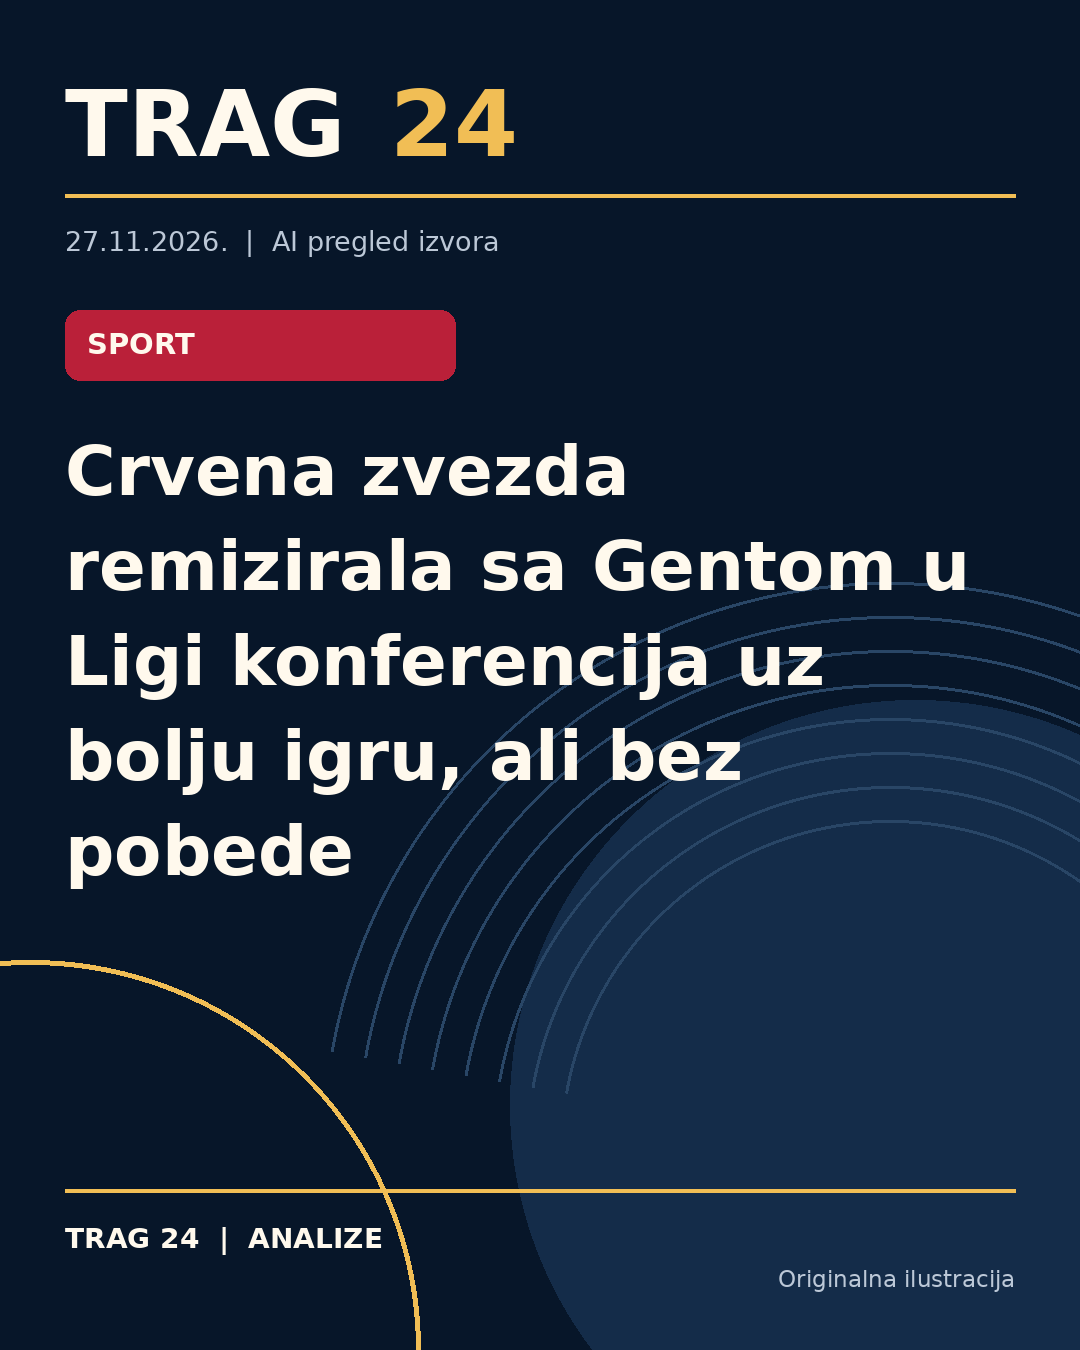 TRAG 24
27.11.2026. | AI pregled izvora
SPORT
Crvena zvezda
remizirala sa Gentom u
Ligi konferencija uz
bolju igru, ali bez
pobede
TRAG 24 | ANALIZE
Originalna ilustracija